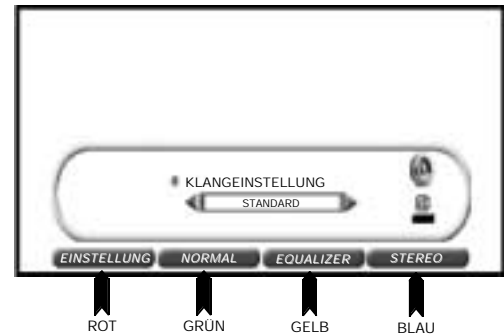 KLANGEINSTELLUNG
STANDARD
EINSTELLUNG NORMAL EQUALIZER STEREO
ROT GRÜN GELB BLAU